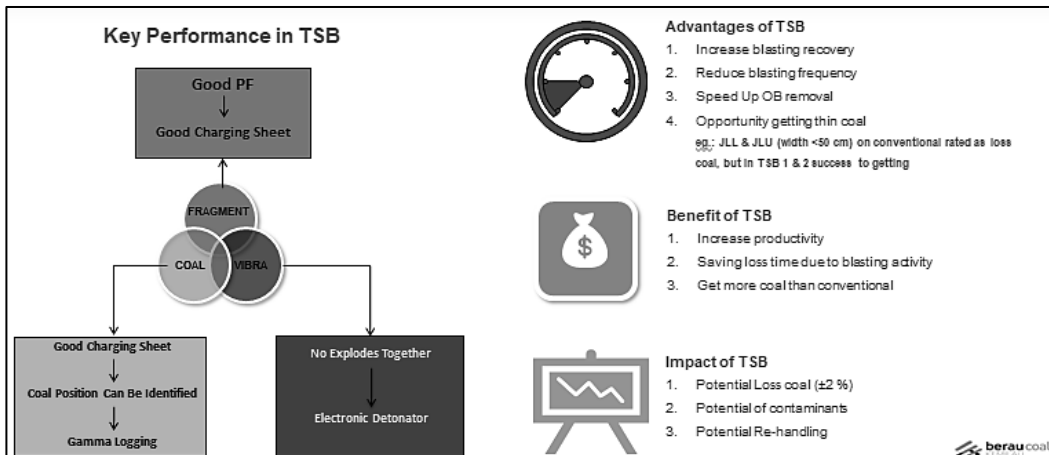 Key Performance in TSB
Good PF
Good Charging Sheet
FRAGMENT
COAL
VIBRA
Good Charging Sheet
Coal Position Can Be Identified
Gamma Logging
No Explodes Together
Electronic Detonator
Advantages of TSB
1. Increase blasting recovery
2. Reduce blasting frequency
3. Speed Up OB removal
4. Opportunity getting thin coal
eg.: JLL & JLU (width <50 cm) on conventional rated as loss
coal, but in TSB 1 & 2 success to getting
$
Benefit of TSB
1. Increase productivity
2. Saving loss time due to blasting activity
3. Get more coal than conventional
Impact of TSB
1. Potential Loss coal (±2 %)
2. Potential of contaminants
3. Potential Re-handling
berau coal